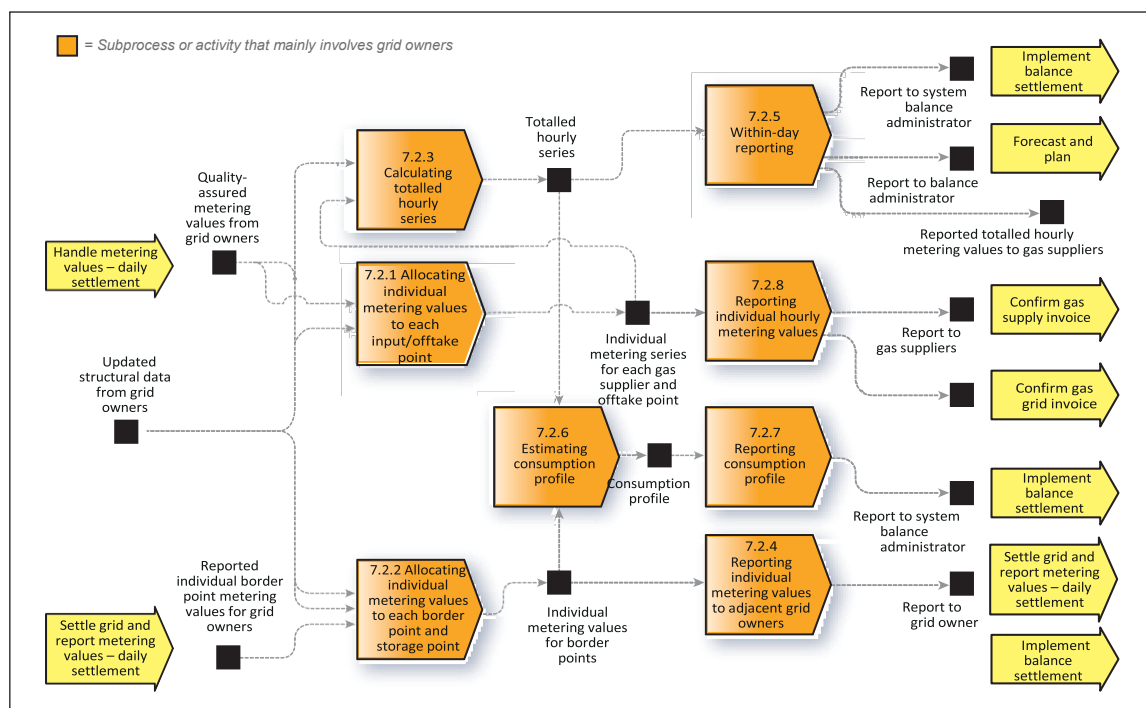 = Subprocess or activity that mainly involves grid owners
Implement
balance
settlement
Report to system
balance
administrator
7.2.5
Within-day
reporting
Totalled
hourly
series
Forecast and
plan
7.2.3
Calculating
totalled
hourly
series
Quality-
assured
metering
values from
grid owners
Report to balance
administrator
Reported totalled hourly
metering values to gas suppliers
Handle metering
values – daily
settlement
7.2.1 Allocating
individual
metering values
to each
input/offtake
point
7.2.8
Reporting
individual hourly
metering values
Confirm gas
supply invoice
Report to
gas suppliers
Individual
metering series
for each gas
supplier and
offtake point
Updated
structural data
from grid
owners
Confirm gas
grid invoice
7.2.6
Estimating
consumption
profile
Consumption
profile
7.2.7
Reporting
consumption
profile
Implement
balance
settlement
Report to system
balance
administrator
Reported
individual border
point metering
values for grid
owners
7.2.2 Allocating
individual
metering values
to each border
point and
storage point
7.2.4
Reporting
individual
metering values
to adjacent grid
owners
Settle grid and
report metering
values – daily
settlement
Report to
grid owner
Individual
metering values
for border
points
Settle grid and
report metering
values – daily
settlement
Implement
balance
settlement